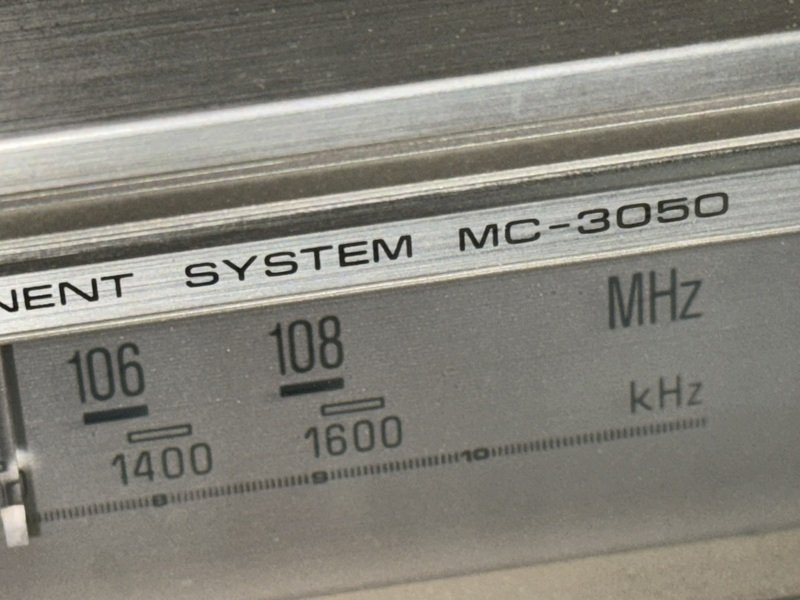 NENT SYSTEM MC-3050
106 108 MHz
1400 1600 kHz
8 9 10